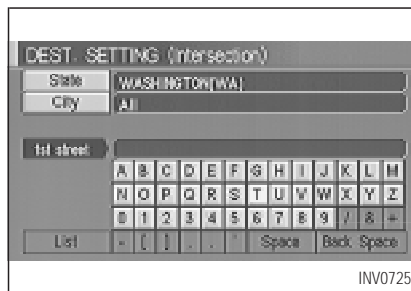 DEST. SETTING (Intersection)
State WASHINGTON[WA]
City All
1st street
A B C D E F G H I J K L M
N O P Q R S T U V W X Y Z
0 1 2 3 4 5 6 7 8 9 / & +
List - [ ] . Space Back Space
INV0725